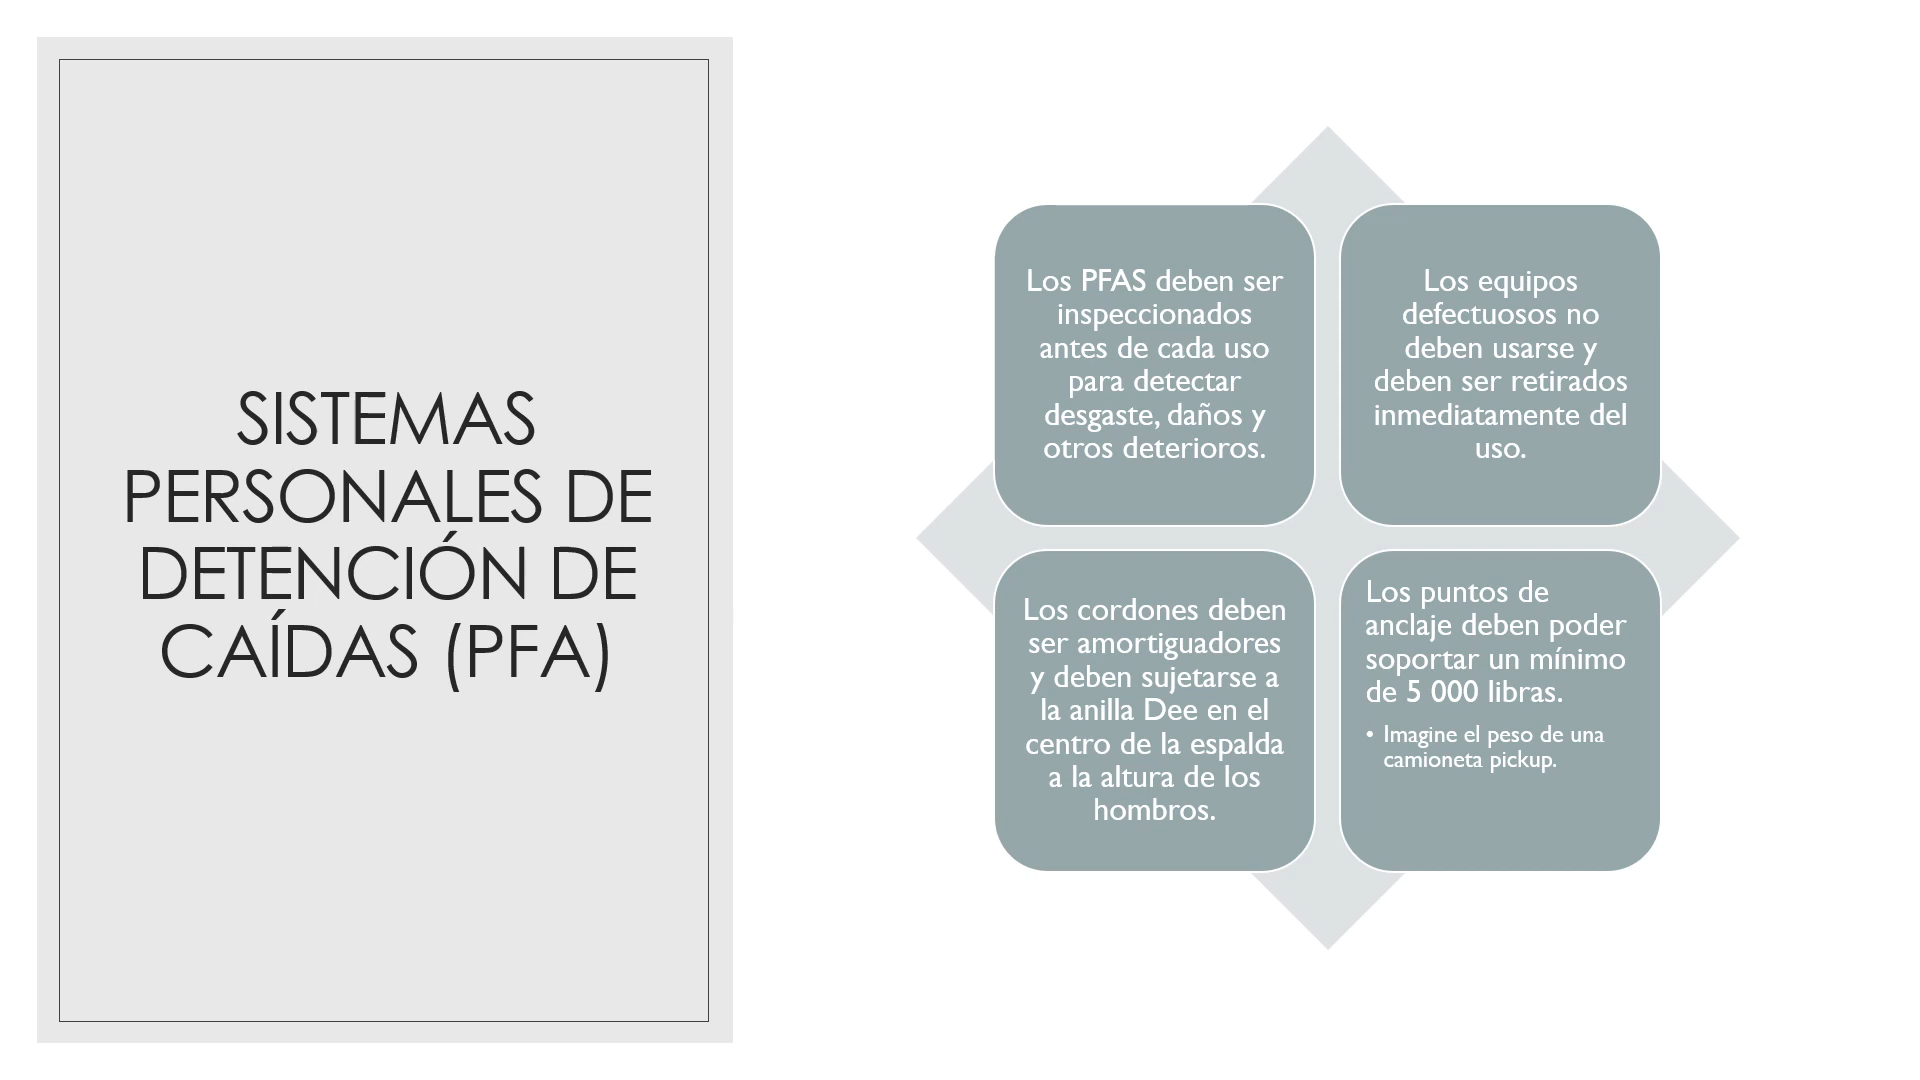 SISTEMAS
PERSONALES DE
DETENCIÓN DE
CAÍDAS (PFA)
Los PFAS deben ser
inspeccionados
antes de cada uso
para detectar
desgaste, daños y
otros deterioros.
Los equipos
defectuosos no
deben usarse y
deben ser retirados
inmediatamente del
uso.
Los cordones deben
ser amortiguadores
y deben sujetarse a
la anilla Dee en el
centro de la espalda
a la altura de los
hombros.
Los puntos de
anclaje deben poder
soportar un mínimo
de 5 000 libras.
• Imagine el peso de una
camioneta pickup.